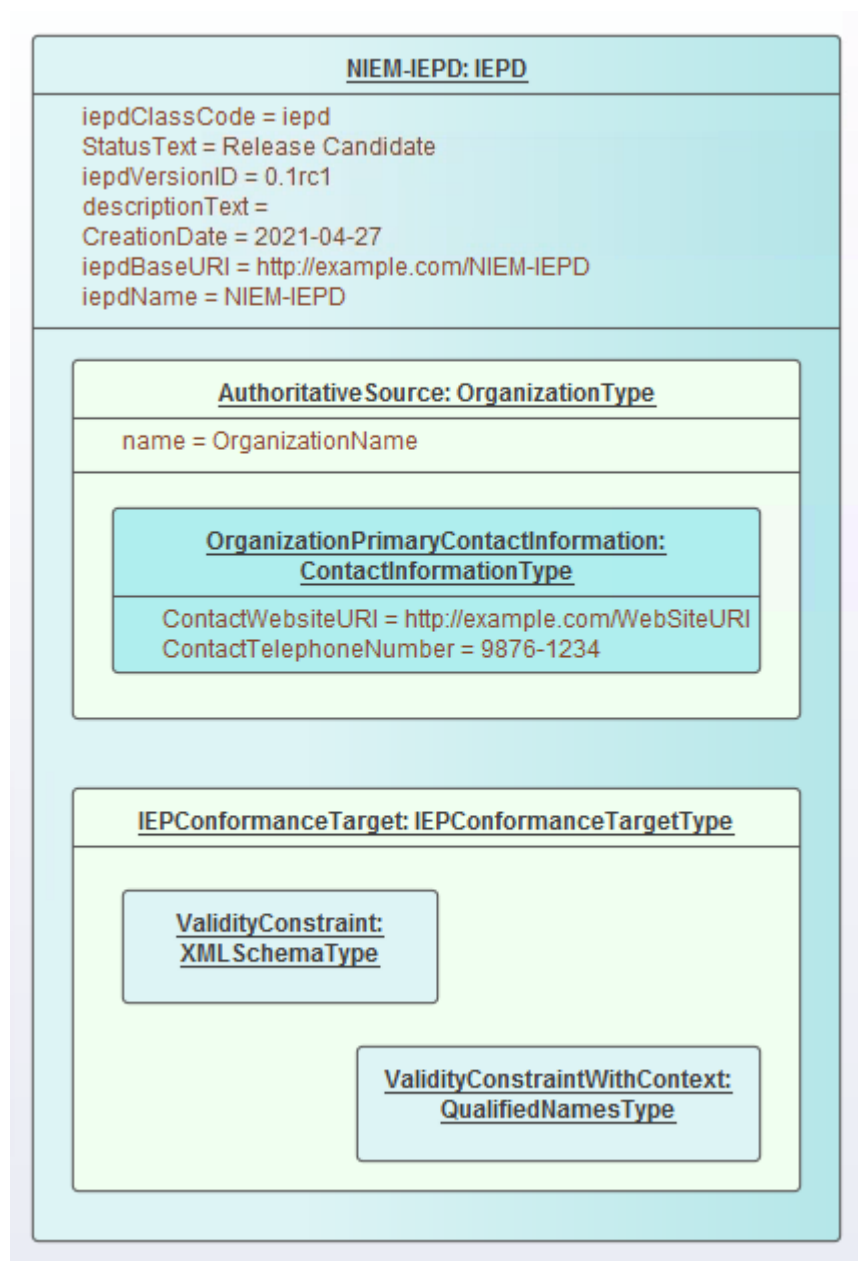 NIEM-IEPD: IEPD
iepdClassCode = iepd
StatusText = Release Candidate
iepdVersionID = 0.1rc1
descriptionText =
CreationDate = 2021-04-27
iepdBaseURI = http://example.com/NIEM-IEPD
iepdName = NIEM-IEPD
AuthoritativeSource: OrganizationType
name = OrganizationName
OrganizationPrimaryContactInformation:
ContactInformationType
ContactWebsiteURI = http://example.com/WebSiteURI
ContactTelephoneNumber = 9876-1234
IEPConformanceTarget: IEPConformanceTargetType
ValidityConstraint:
XMLSchemaType
ValidityConstraintWithContext:
QualifiedNamesType